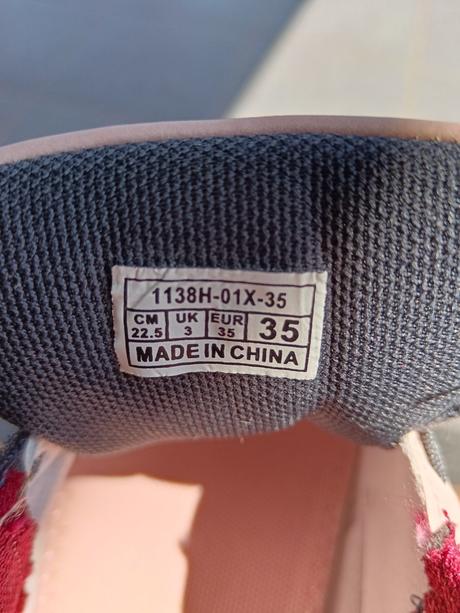 1138H-01X-35
CM UK EUR 35
22.5 3 35
MADE IN CHINA